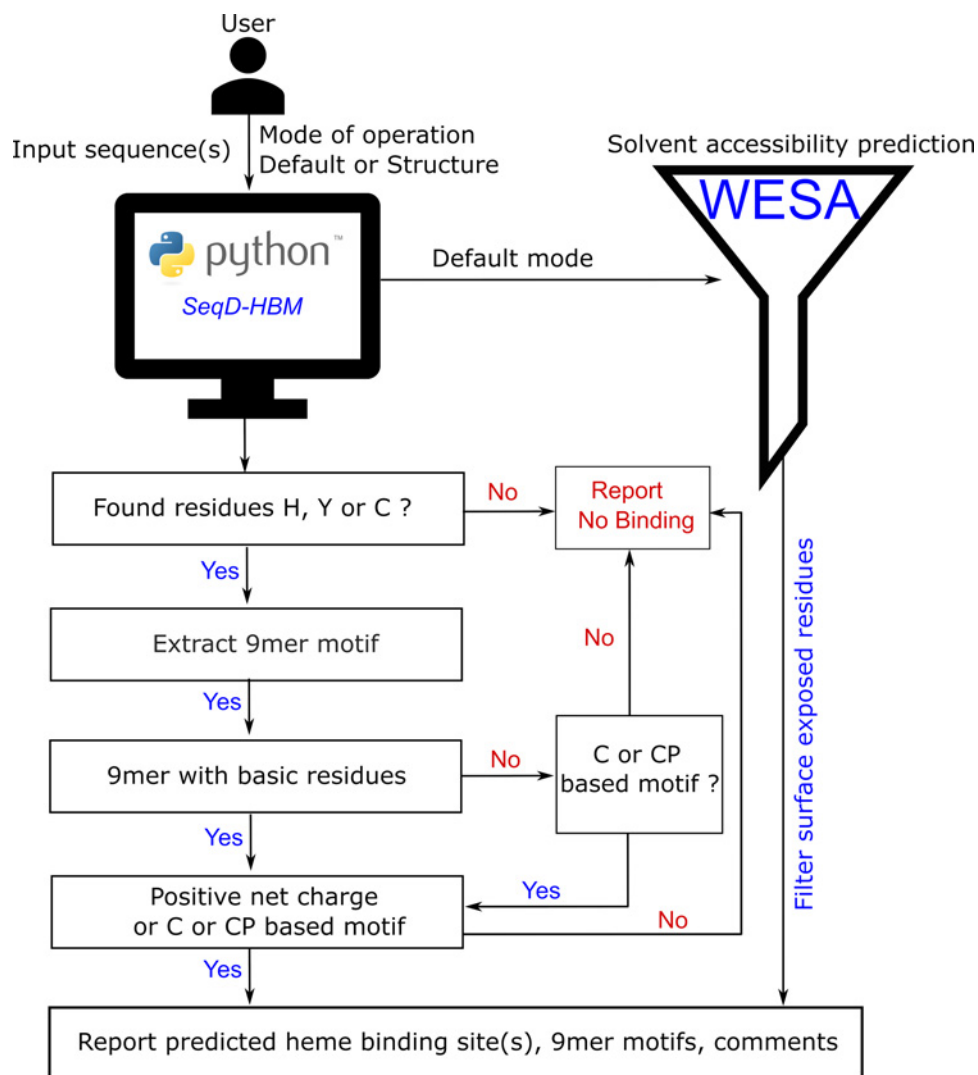 User
Input sequence(s)
Mode of operation
Default or Structure
Solvent accessibility prediction
WESA
python™
SeqD-HBM
Default mode
Found residues H, Y or C ?
No
Report
No Binding
Yes
Extract 9mer motif
No
Yes
9mer with basic residues
No
C or CP
based motif ?
Yes
Yes
Positive net charge
or C or CP based motif
No
Yes
Filter surface exposed residues
Report predicted heme binding site(s), 9mer motifs, comments